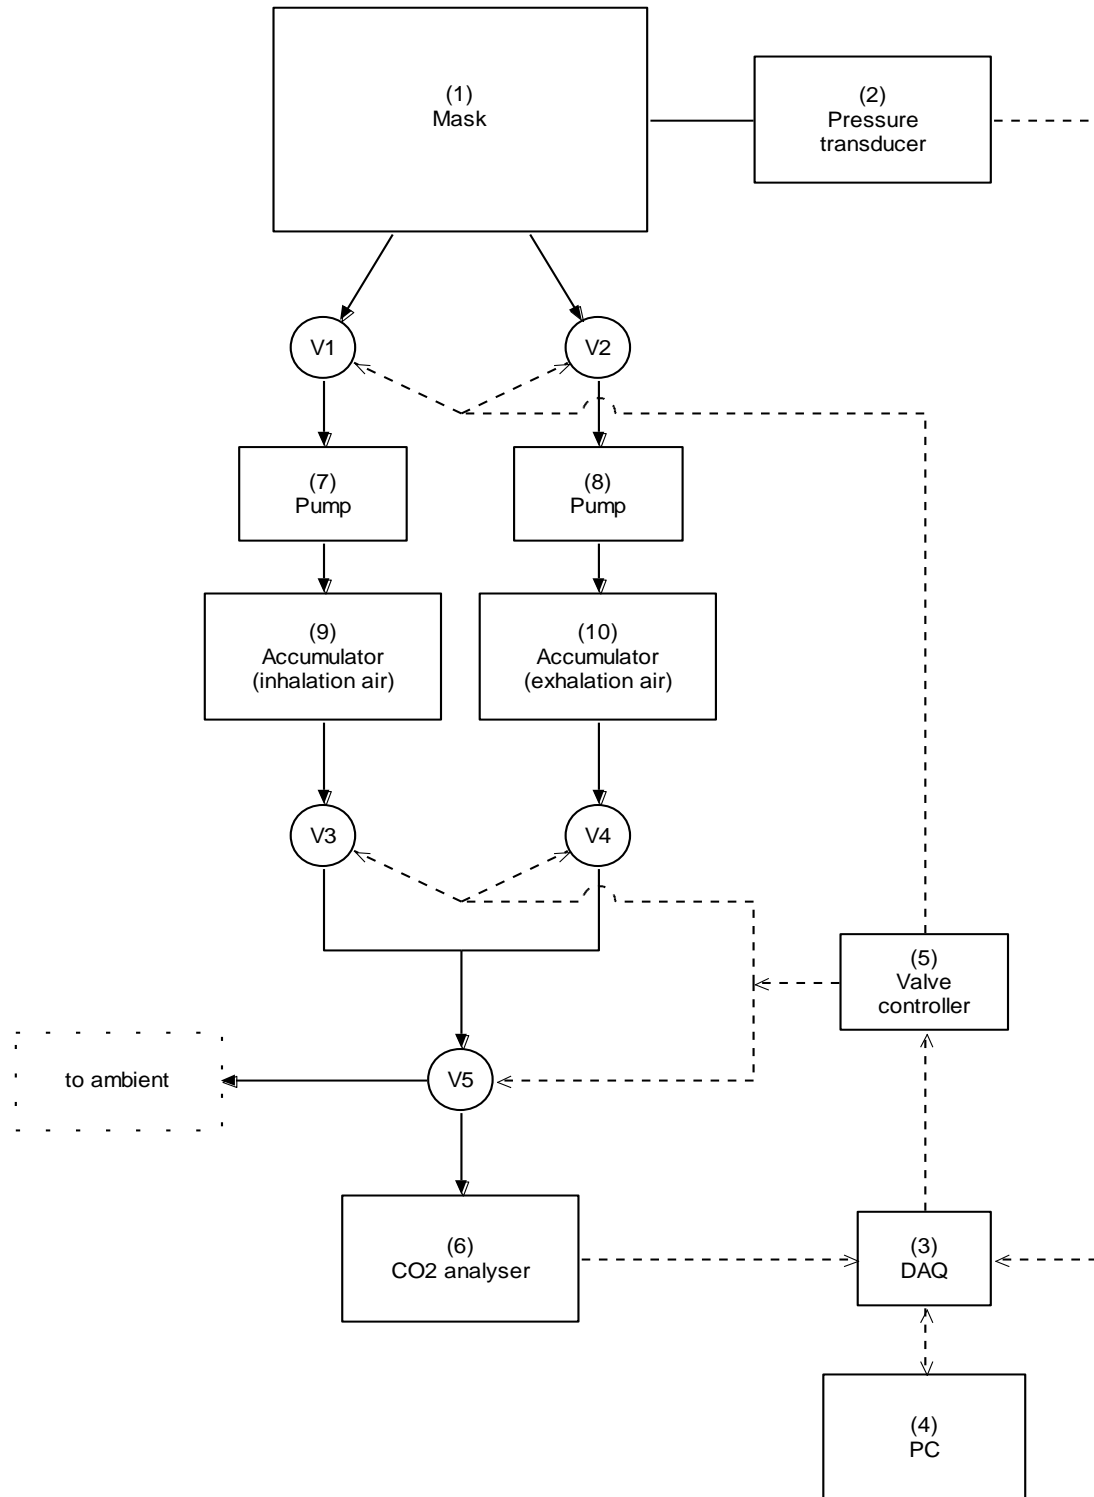 (1)
Mask
(2)
Pressure
transducer
V1
V2
(7)
Pump
(8)
Pump
(9)
Accumulator
(inhalation air)
(10)
Accumulator
(exhalation air)
V3
V4
(5)
Valve
controller
to ambient
V5
(6)
CO2 analyser
(3)
DAQ
(4)
PC